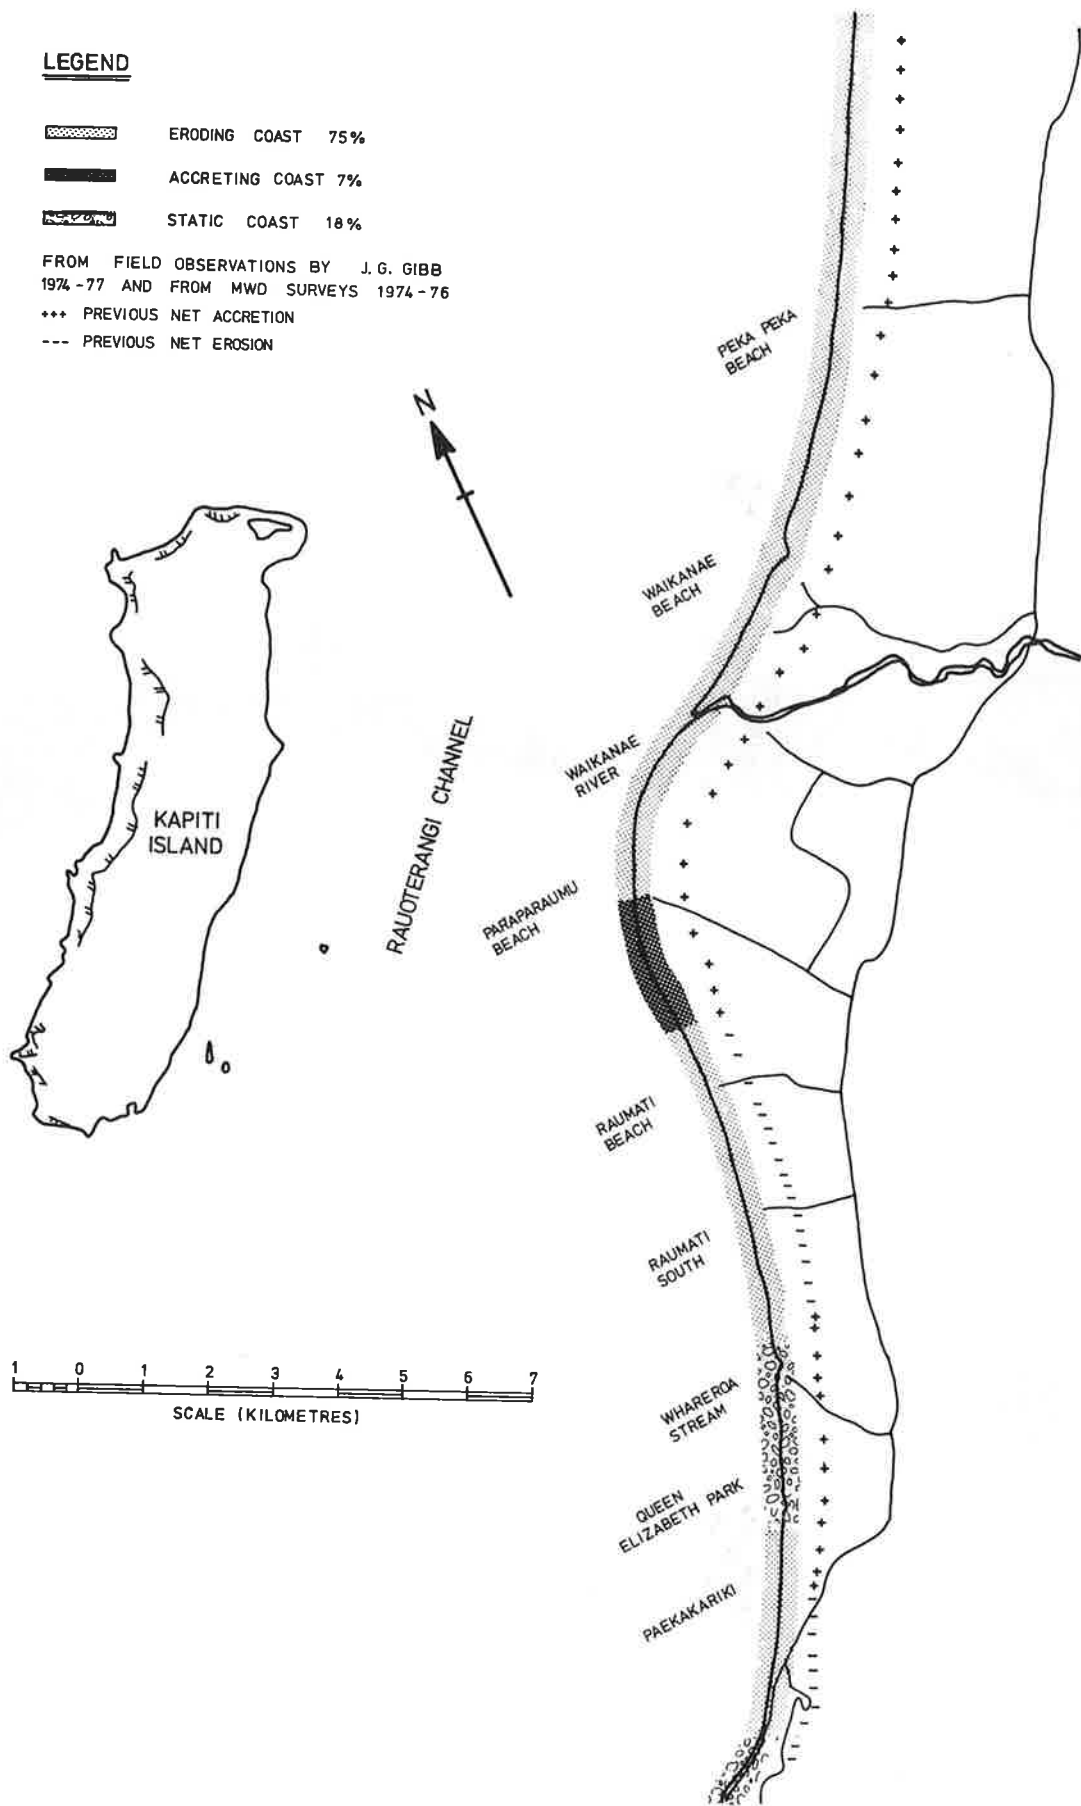 LEGEND
ERODING COAST 75%
ACCRETING COAST 7%
STATIC COAST 18%
FROM FIELD OBSERVATIONS BY J.G. GIBB
1974-77 AND FROM MWD SURVEYS 1974-76
+++ PREVIOUS NET ACCRETION
--- PREVIOUS NET EROSION
N
PEKA PEKA
BEACH
WAIKANAE
BEACH
WAIKANAE
RIVER
KAPITI
ISLAND
RAUOTERANGI CHANNEL
PARAPARAUMU
BEACH
RAUMATI
BEACH
RAUMATI
SOUTH
1 0 1 2 3 4 5 6 7
SCALE (KILOMETRES)
WHAREROA
STREAM
QUEEN
ELIZABETH PARK
PAEKAKARIKI